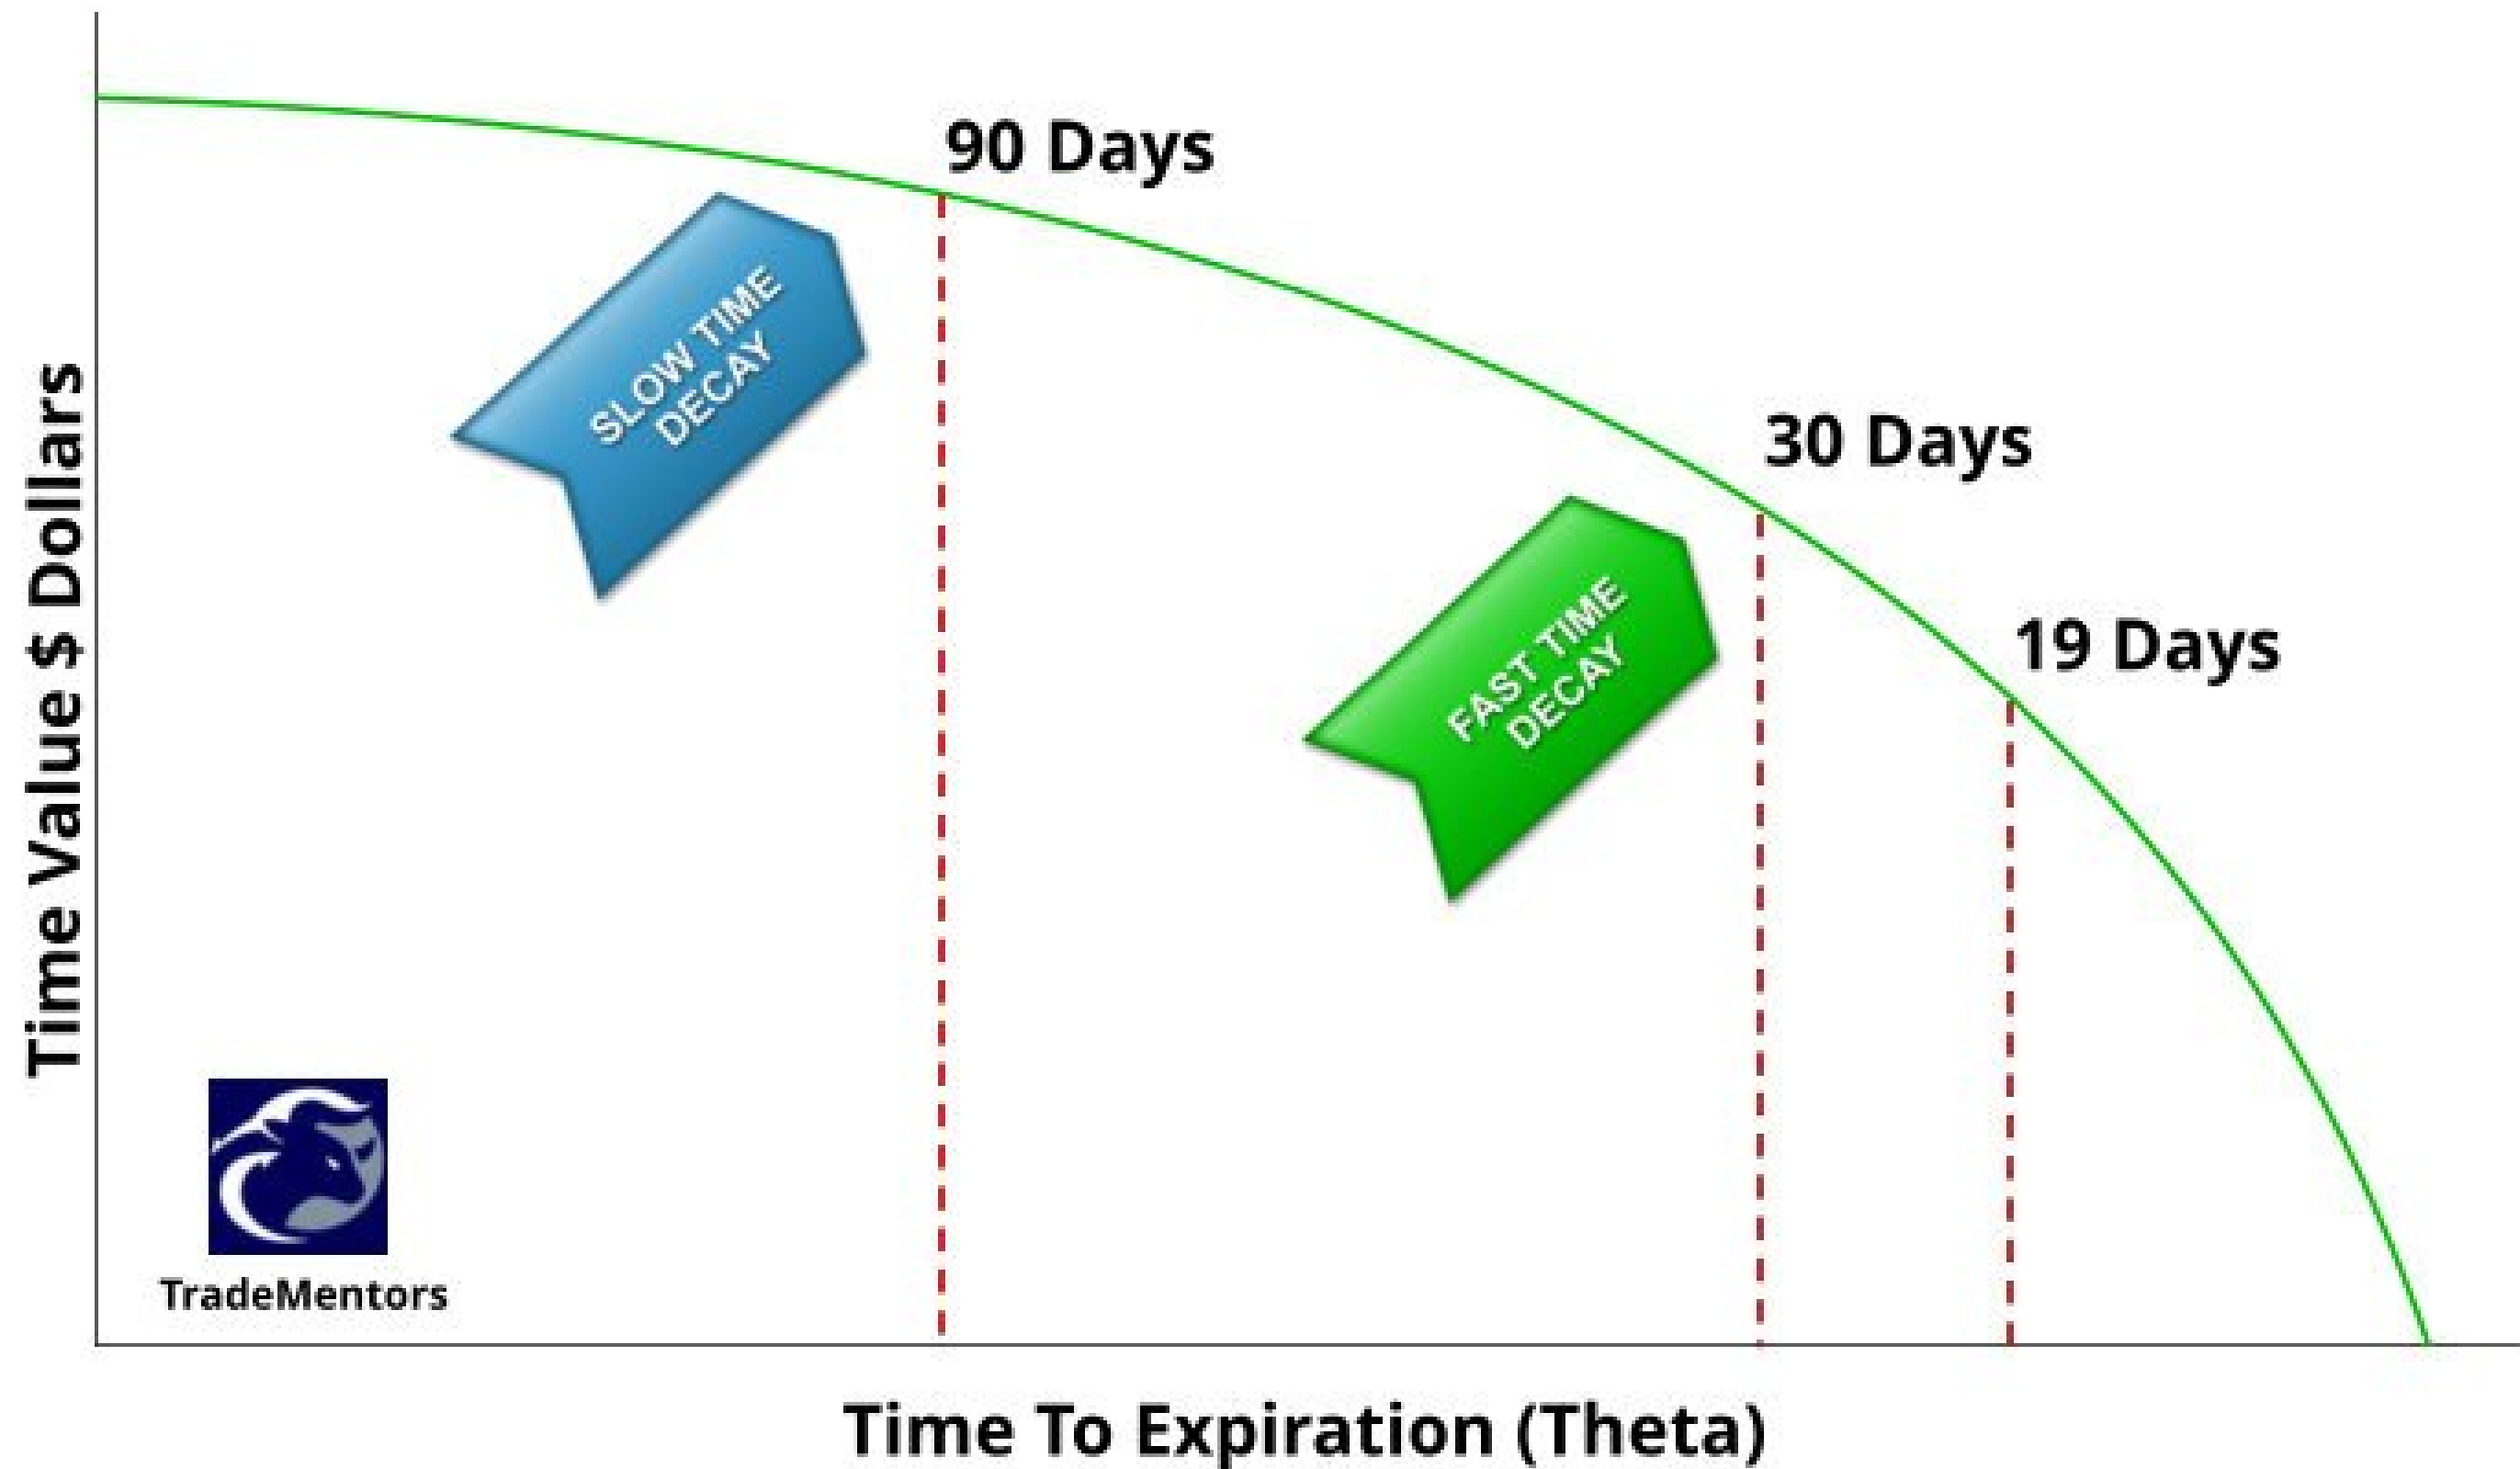 90 Days
SLOW TIME
DECAY
30 Days
FAST TIME
DECAY
19 Days
Time Value $ Dollars
TradeMentors
Time To Expiration (Theta)